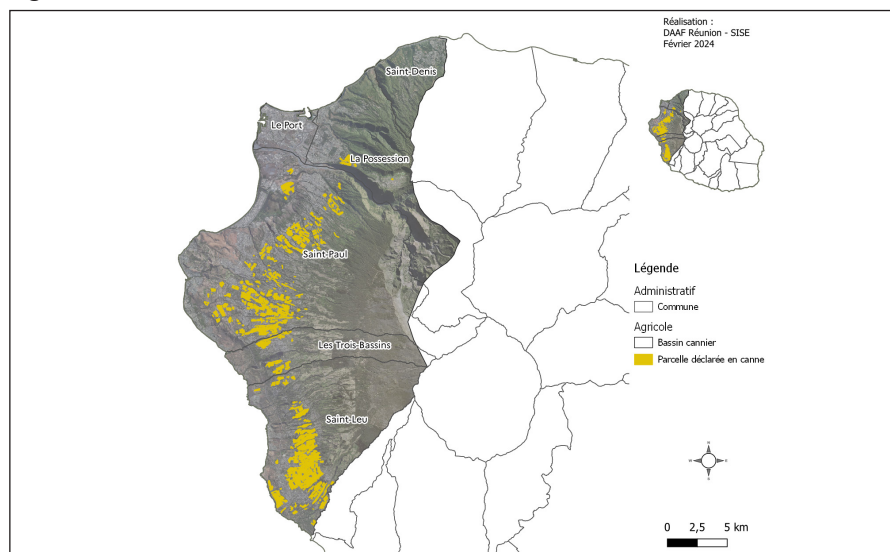 Réalisation :
DAAF Réunion - SISE
Février 2024
Saint-Denis
Le Port
La Possession
Saint-Paul
Les Trois-Bassins
Saint-Leu
Légende
Administratif
Commune
Agricole
Bassin cannier
Parcelle déclarée en canne
0 2,5 5 km